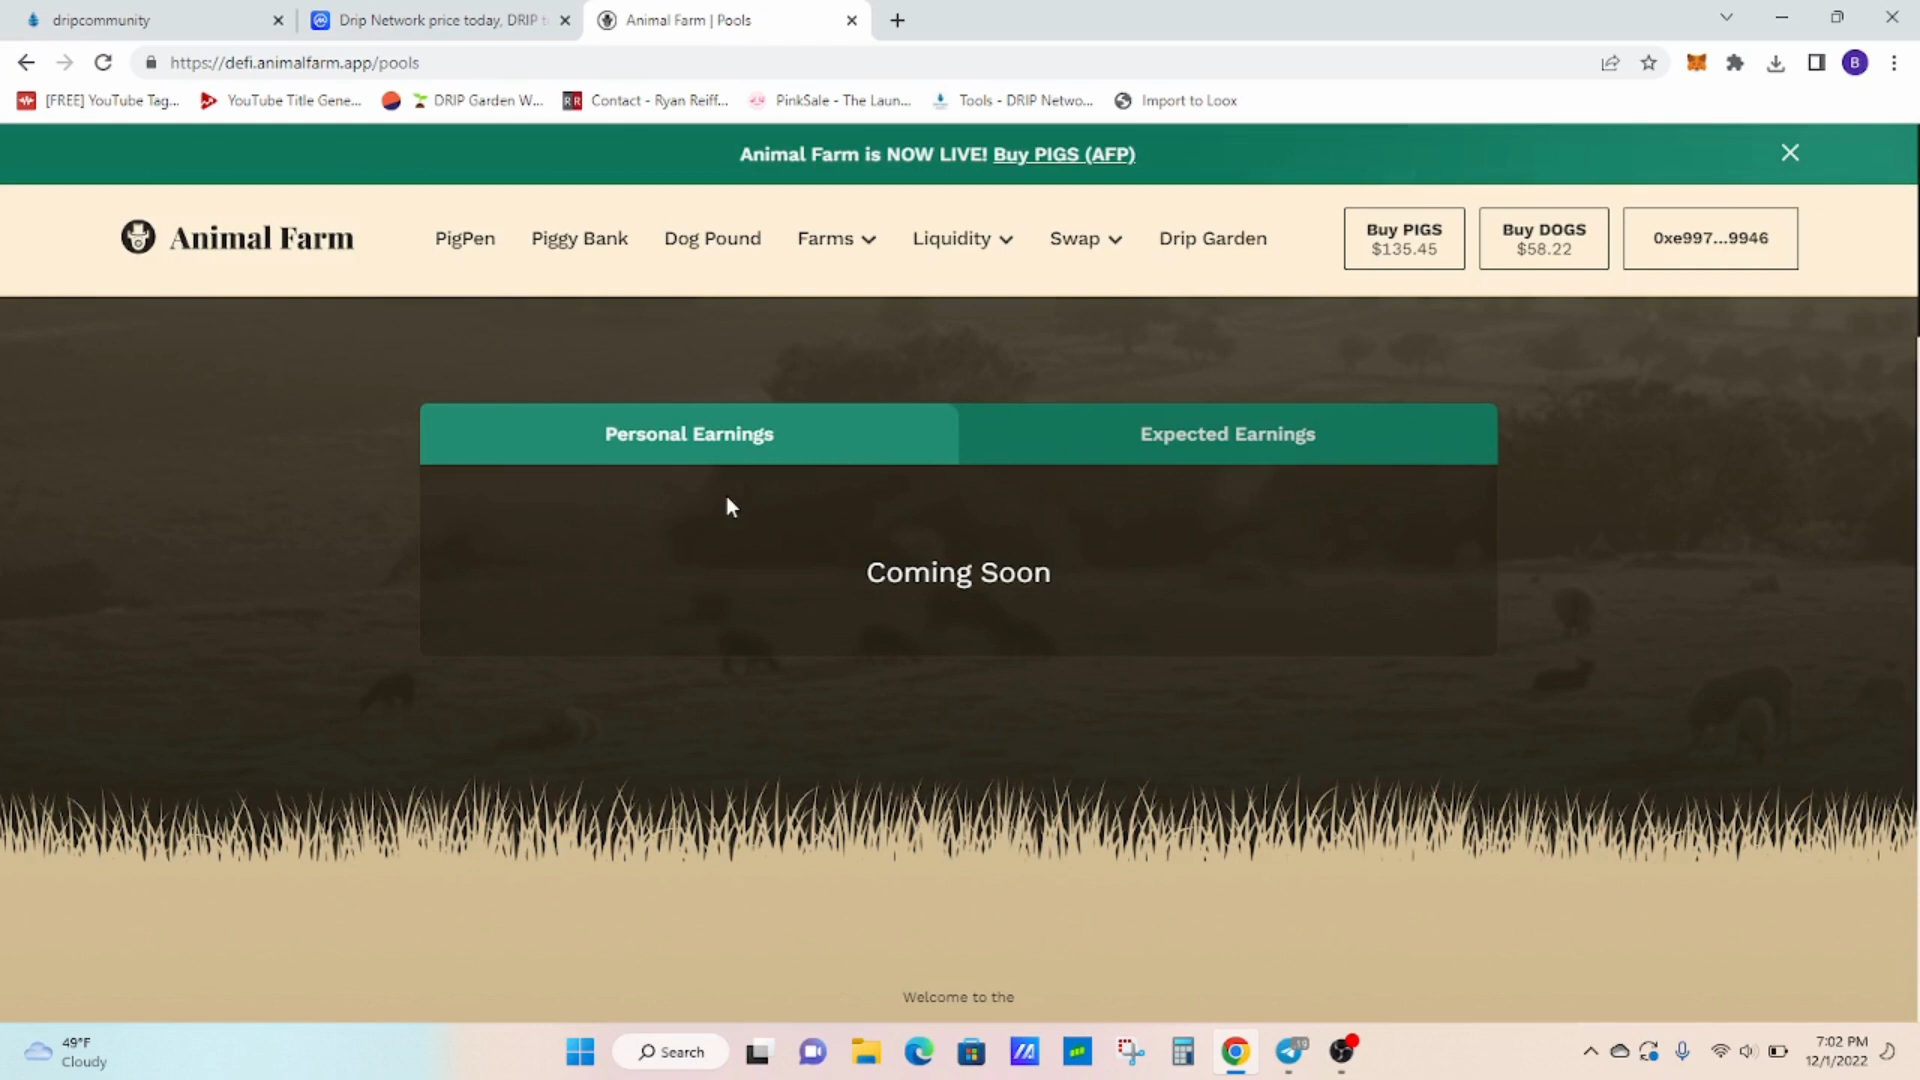 dripcommunity
Drip Network price today, DRIP t
Animal Farm | Pools
https://defi.animalfarm.app/pools
B
[FREE] YouTube Tag...
YouTube Title Gene...
DRIP Garden W...
RR
Contact - Ryan Reiff...
PinkSale - The Laun...
Tools - DRIP Netwo...
Import to Loox
Animal Farm is NOW LIVE! Buy PIGS (AFP)
Animal Farm
PigPen
Piggy Bank
Dog Pound
Farms
Liquidity
Swap
Drip Garden
Buy PIGS
$135.45
Buy DOGS
$58.22
0xe997...9946
Personal Earnings
Expected Earnings
Coming Soon
Welcome to the
49°F
Cloudy
Search
19
7:02 PM
12/1/2022